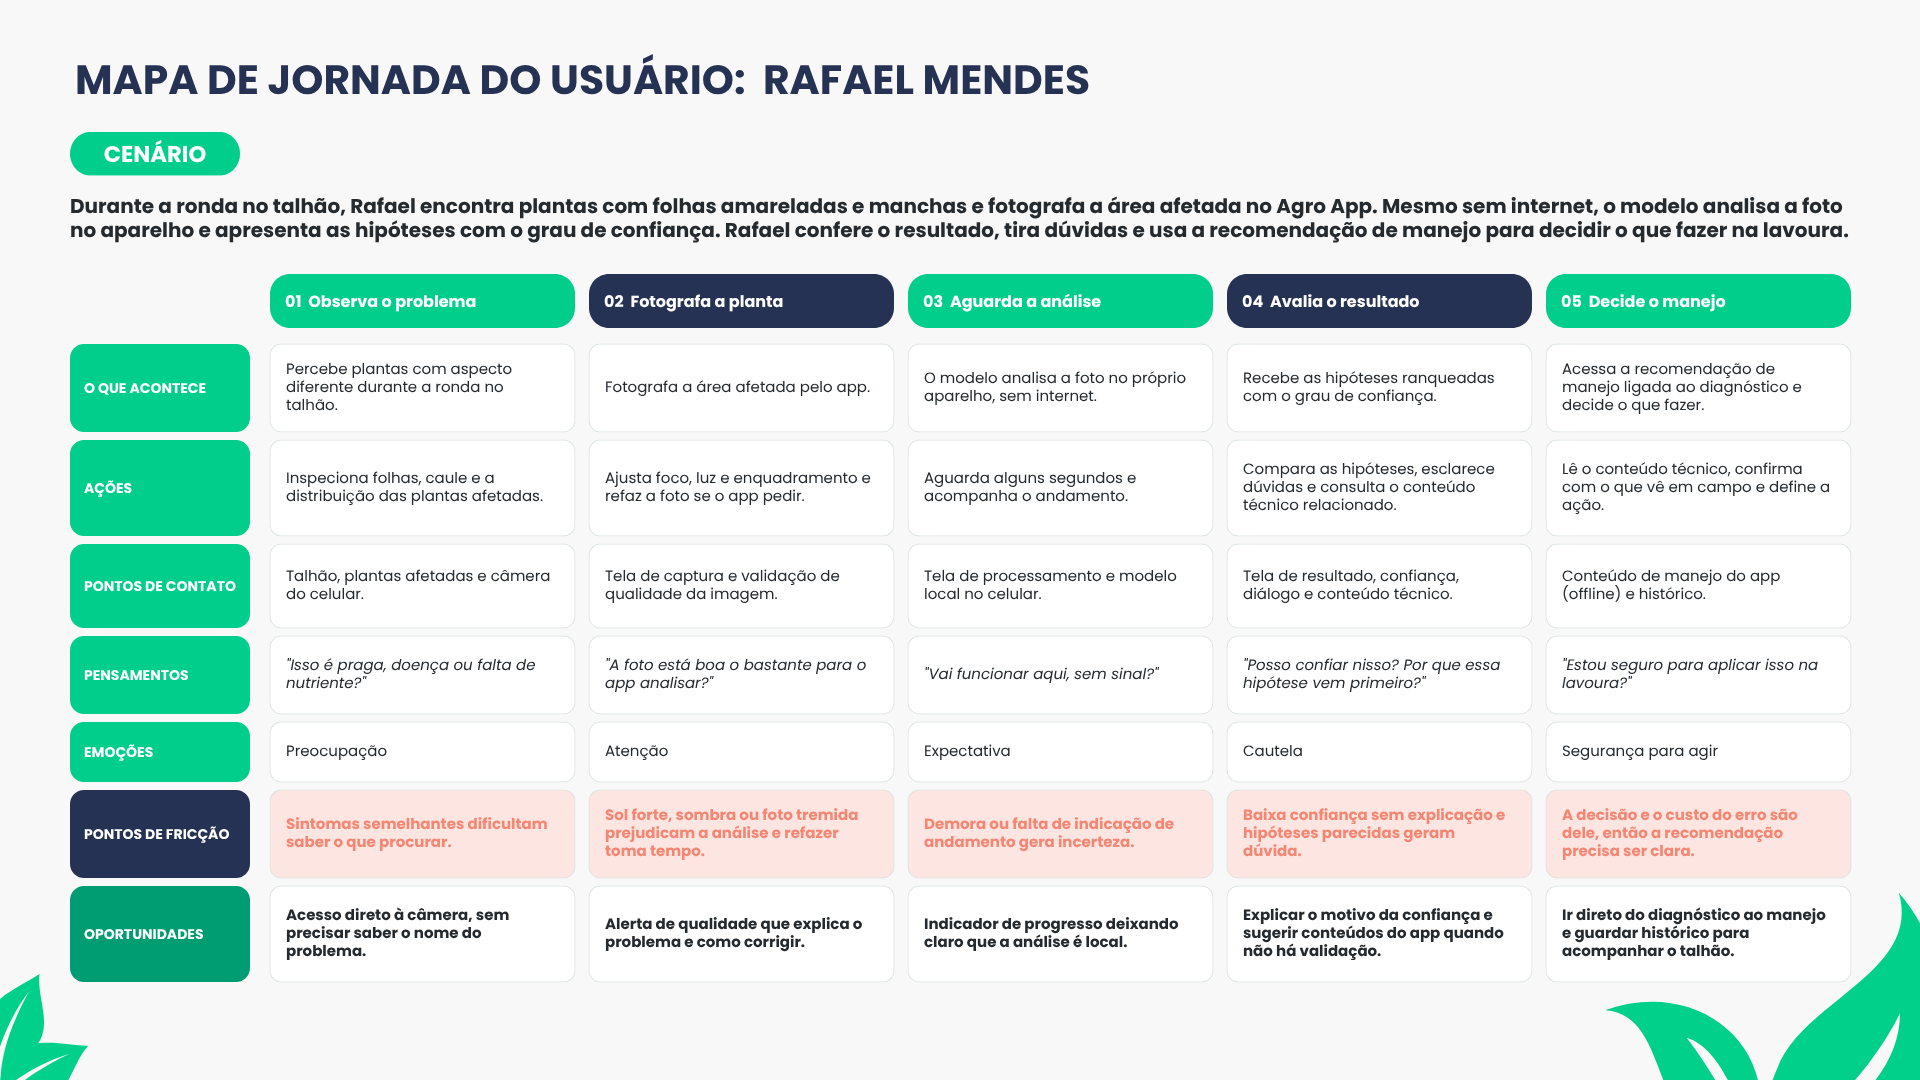 MAPA DE JORNADA DO USUÁRIO: RAFAEL MENDES
CENÁRIO
Durante a ronda no talhão, Rafael encontra plantas com folhas amareladas e manchas e fotografa a área afetada no Agro App. Mesmo sem internet, o modelo analisa a foto
no aparelho e apresenta as hipóteses com o grau de confiança. Rafael confere o resultado, tira dúvidas e usa a recomendação de manejo para decidir o que fazer na lavoura.
01 Observa o problema
02 Fotografa a planta
03 Aguarda a análise
04 Avalia o resultado
05 Decide o manejo
O QUE ACONTECE
Percebe plantas com aspecto
diferente durante a ronda no
talhão.
Fotografa a área afetada pelo app.
O modelo analisa a foto no próprio
aparelho, sem internet.
Recebe as hipóteses ranqueadas
com o grau de confiança.
Acessa a recomendação de
manejo ligada ao diagnóstico e
decide o que fazer.
AÇÕES
Inspeciona folhas, caule e a
distribuição das plantas afetadas.
Ajusta foco, luz e enquadramento e
refaz a foto se o app pedir.
Aguarda alguns segundos e
acompanha o andamento.
Compara as hipóteses, esclarece
dúvidas e consulta o conteúdo
técnico relacionado.
Lê o conteúdo técnico, confirma
com o que vê em campo e define a
ação.
PONTOS DE CONTATO
Talhão, plantas afetadas e câmera
do celular.
Tela de captura e validação de
qualidade da imagem.
Tela de processamento e modelo
local no celular.
Tela de resultado, confiança,
diálogo e conteúdo técnico.
Conteúdo de manejo do app
(offline) e histórico.
PENSAMENTOS
"Isso é praga, doença ou falta de
nutriente?"
"A foto está boa o bastante para o
app analisar?"
"Vai funcionar aqui, sem sinal?"
"Posso confiar nisso? Por que essa
hipótese vem primeiro?"
"Estou seguro para aplicar isso na
lavoura?"
EMOÇÕES
Preocupação
Atenção
Expectativa
Cautela
Segurança para agir
PONTOS DE FRICÇÃO
Sintomas semelhantes dificultam
saber o que procurar.
Sol forte, sombra ou foto tremida
prejudicam a análise e refazer
toma tempo.
Demora ou falta de indicação de
andamento gera incerteza.
Baixa confiança sem explicação e
hipóteses parecidas geram
dúvida.
A decisão e o custo do erro são
dele, então a recomendação
precisa ser clara.
OPORTUNIDADES
Acesso direto à câmera, sem
precisar saber o nome do
problema.
Alerta de qualidade que explica o
problema e como corrigir.
Indicador de progresso deixando
claro que a análise é local.
Explicar o motivo da confiança e
sugerir conteúdos do app quando
não há validação.
Ir direto do diagnóstico ao manejo
e guardar histórico para
acompanhar o talhão.